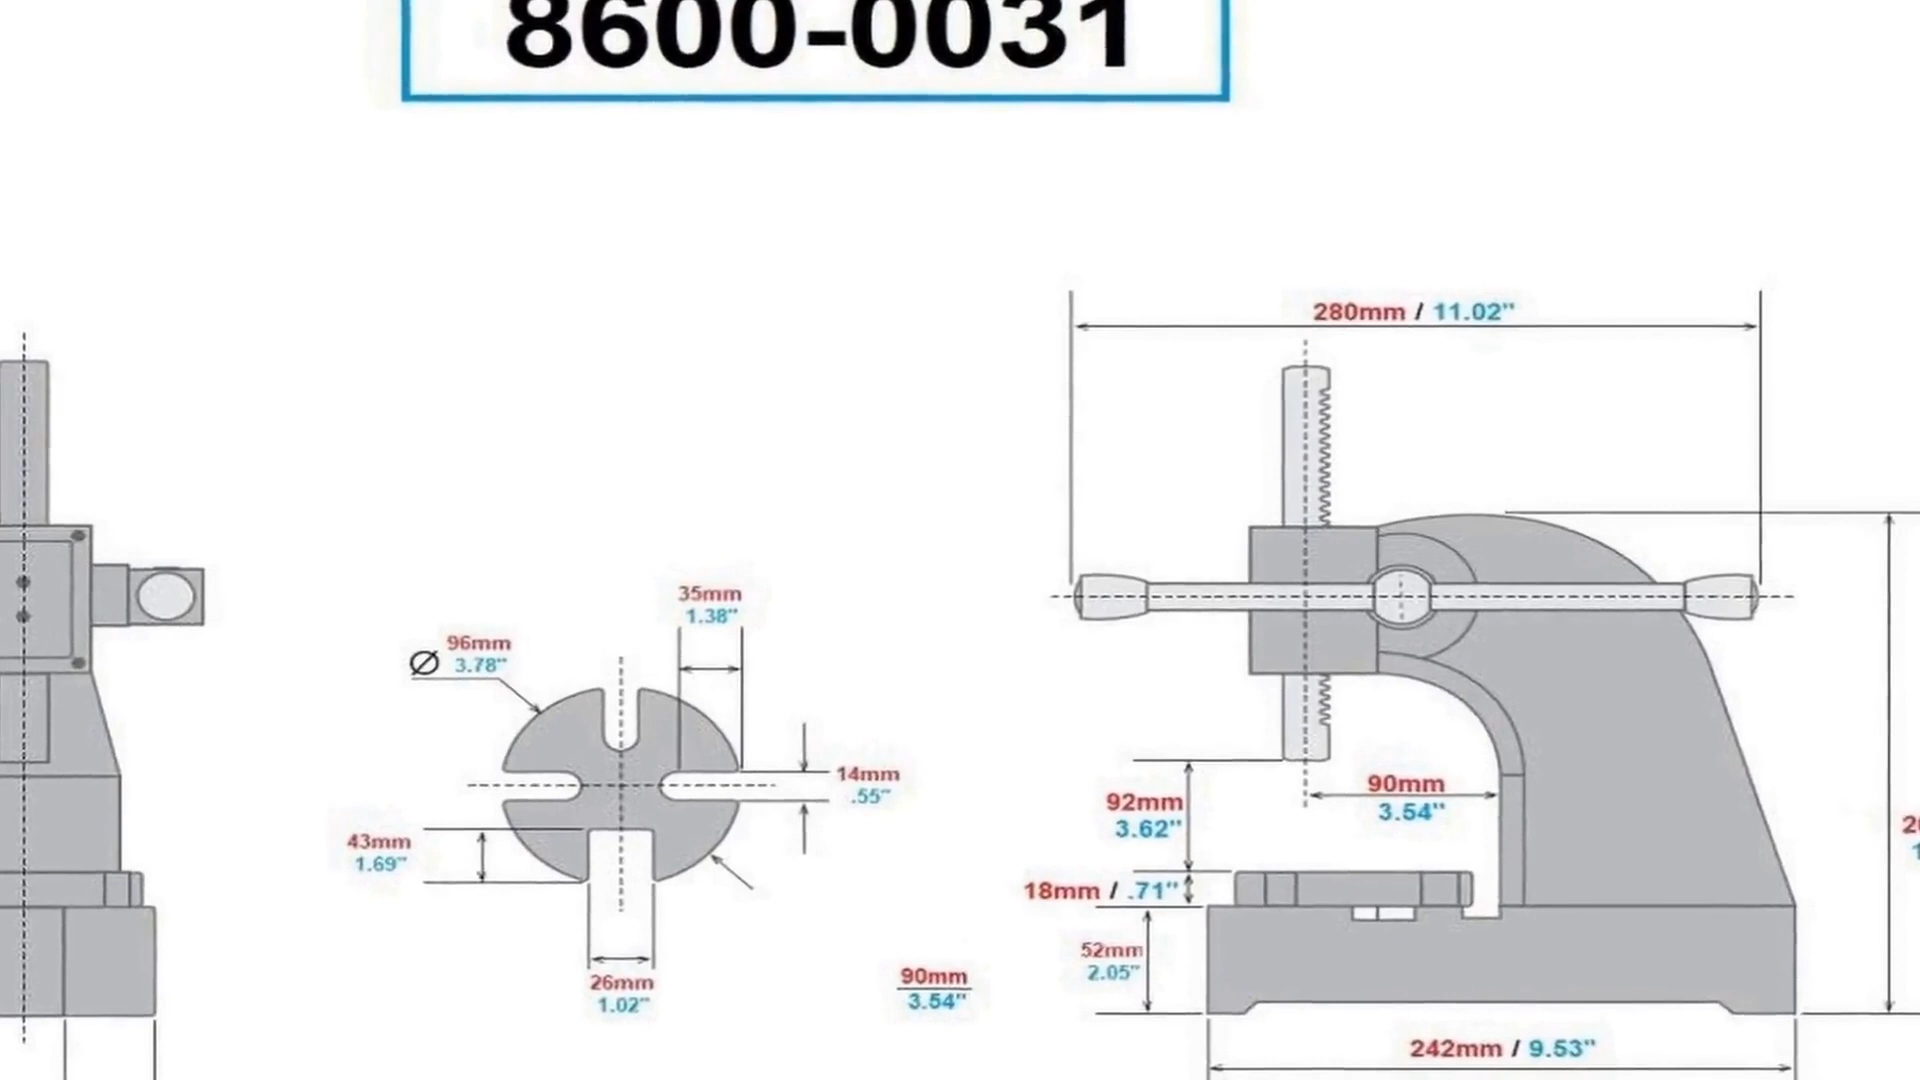 8600-0031
280mm / 11.02"
35mm
1.38"
96mm
Ø 3.78"
14mm
.55"
43mm
1.69"
26mm
1.02"
90mm
3.54"
92mm
3.62"
90mm
3.54"
18mm / .71"
52mm
2.05"
242mm / 9.53"